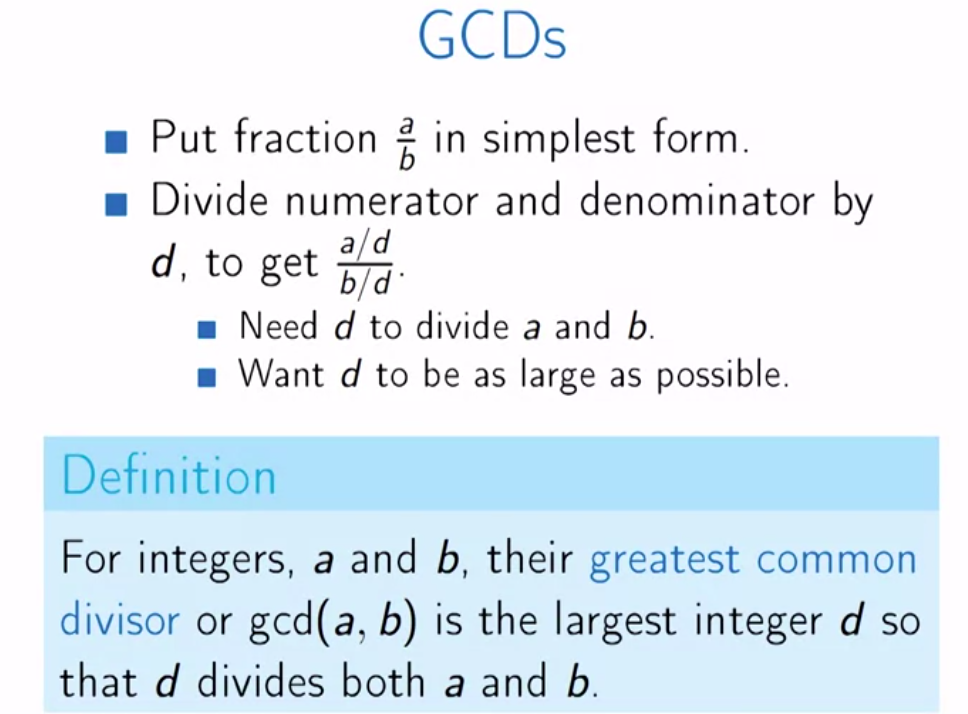 GCDs
■ Put fraction a/b in simplest form.
■ Divide numerator and denominator by
d, to get (a/d)/(b/d).
■ Need d to divide a and b.
■ Want d to be as large as possible.
Definition
For integers, a and b, their greatest common
divisor or gcd(a, b) is the largest integer d so
that d divides both a and b.